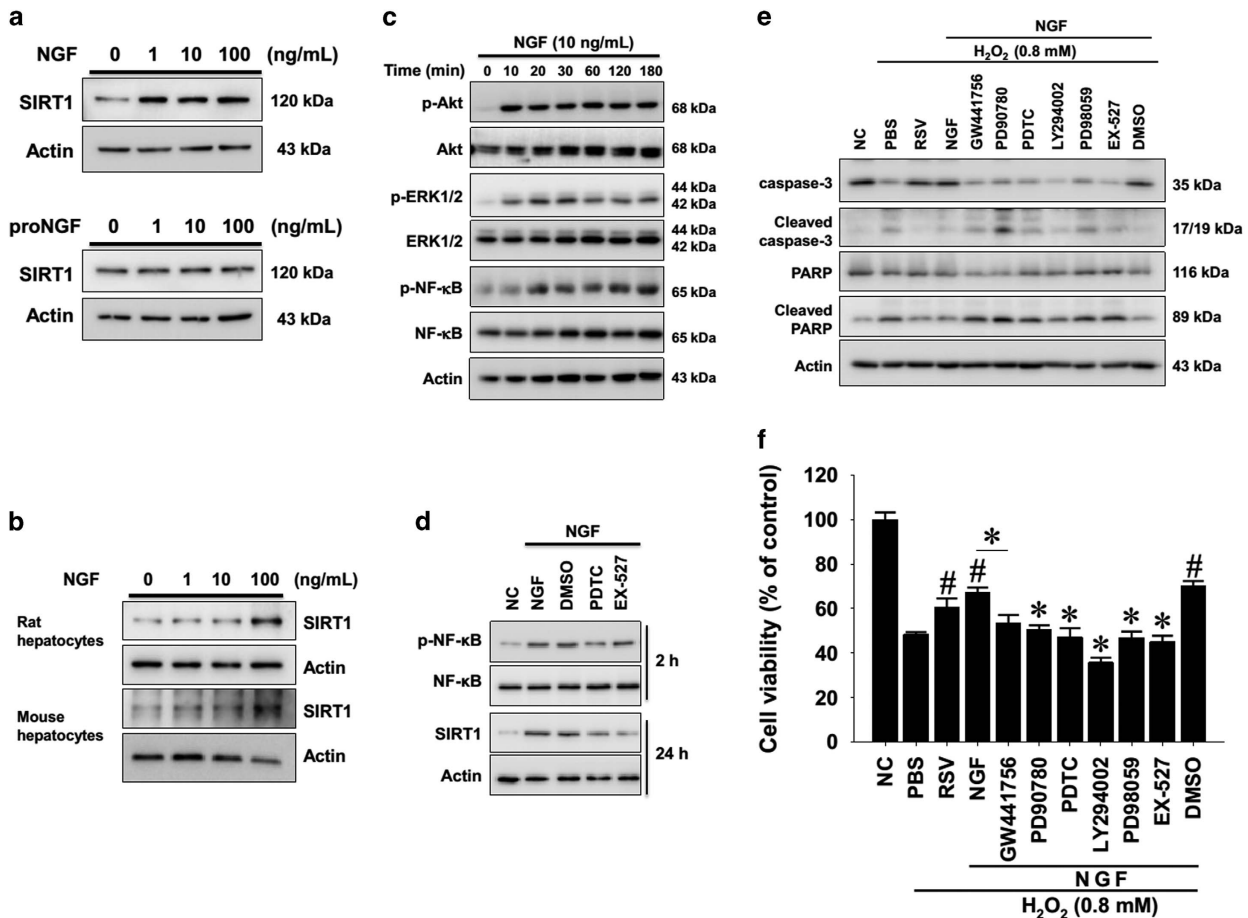 a
NGF 0 1 10 100 (ng/mL)
SIRT1 120 kDa
Actin 43 kDa
proNGF 0 1 10 100 (ng/mL)
SIRT1 120 kDa
Actin 43 kDa
b
NGF 0 1 10 100 (ng/mL)
Rat hepatocytes
SIRT1
Actin
Mouse hepatocytes
SIRT1
Actin
c
NGF (10 ng/mL)
Time (min) 0 10 20 30 60 120 180
p-Akt 68 kDa
Akt 68 kDa
p-ERK1/2 44 kDa
42 kDa
ERK1/2 44 kDa
42 kDa
p-NF-κB 65 kDa
NF-κB 65 kDa
Actin 43 kDa
d
NGF
NC NGF DMSO PDTC EX-527
p-NF-κB
NF-κB
2 h
SIRT1
Actin
24 h
e
NGF
H₂O₂ (0.8 mM)
NC PBS RSV NGF GW441756 PD90780 PDTC LY294002 PD98059 EX-527 DMSO
caspase-3 35 kDa
Cleaved
caspase-3 17/19 kDa
PARP 116 kDa
Cleaved
PARP 89 kDa
Actin 43 kDa
f
Cell viability (% of control)
120
100
80
60
40
20
0
# # * * * * * * #
NC PBS RSV NGF GW441756 PD90780 PDTC LY294002 PD98059 EX-527 DMSO
NGF
H₂O₂ (0.8 mM)